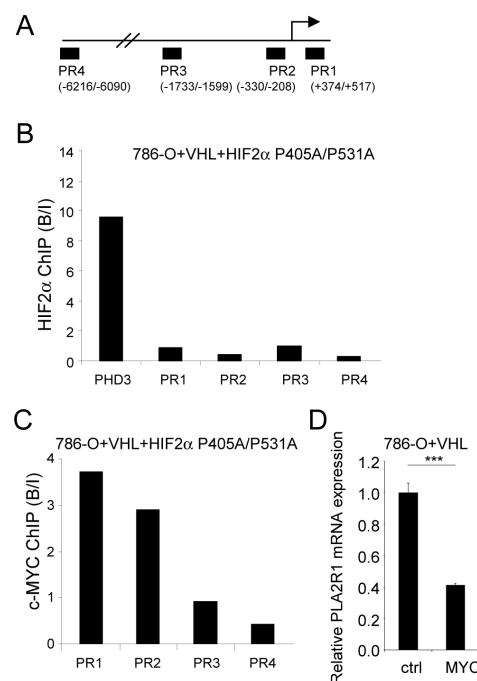 A
PR4 PR3 PR2 PR1
(-6216/-6090) (-1733/-1599) (-330/-208) (+374/+517)
B
786-O+VHL+HIF2α P405A/P531A
HIF2α ChIP (B/I)
14
12
10
8
6
4
2
0
PHD3 PR1 PR2 PR3 PR4
C
786-O+VHL+HIF2α P405A/P531A
c-MYC ChIP (B/I)
4
3
2
1
0
PR1 PR2 PR3 PR4
D
786-O+VHL
***
Relative PLA2R1 mRNA expression
1.2
1.0
0.8
0.6
0.4
0.2
0
ctrl MYC